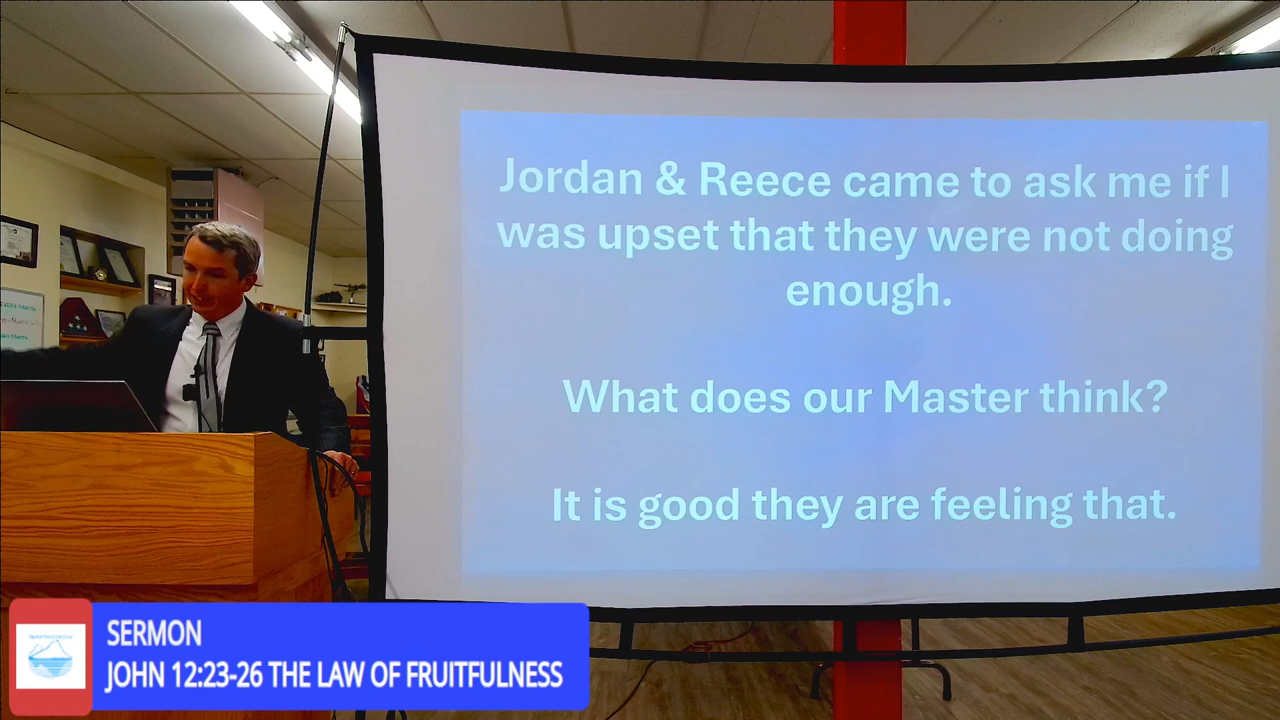 Jordan & Reece came to ask me if I
was upset that they were not doing
enough.
What does our Master think?
It is good they are feeling that.
SERMON
JOHN 12:23-26 THE LAW OF FRUITFULNESS